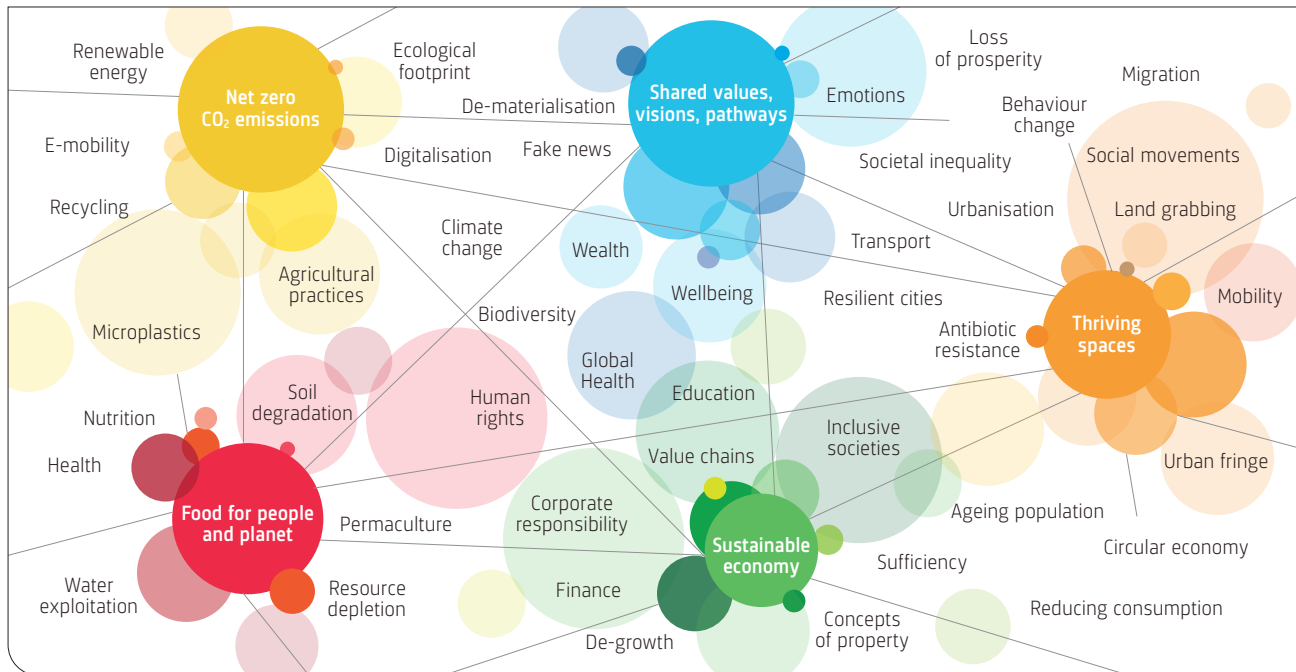 Renewable
energy
Net zero
CO₂ emissions
Ecological
footprint
De-materialisation
E-mobility
Digitalisation
Recycling
Shared values,
visions, pathways
Emotions
Loss
of prosperity
Migration
Behaviour
change
Fake news
Societal inequality
Social movements
Urbanisation
Land grabbing
Climate
change
Wealth
Transport
Agricultural
practices
Wellbeing
Resilient cities
Mobility
Microplastics
Biodiversity
Global
Health
Antibiotic
resistance
Thriving
spaces
Nutrition
Soil
degradation
Human
rights
Education
Inclusive
societies
Health
Value chains
Urban fringe
Food for people
and planet
Permaculture
Corporate
responsibility
Sustainable
economy
Ageing population
Circular economy
Sufficiency
Water
exploitation
Resource
depletion
Finance
De-growth
Concepts
of property
Reducing consumption